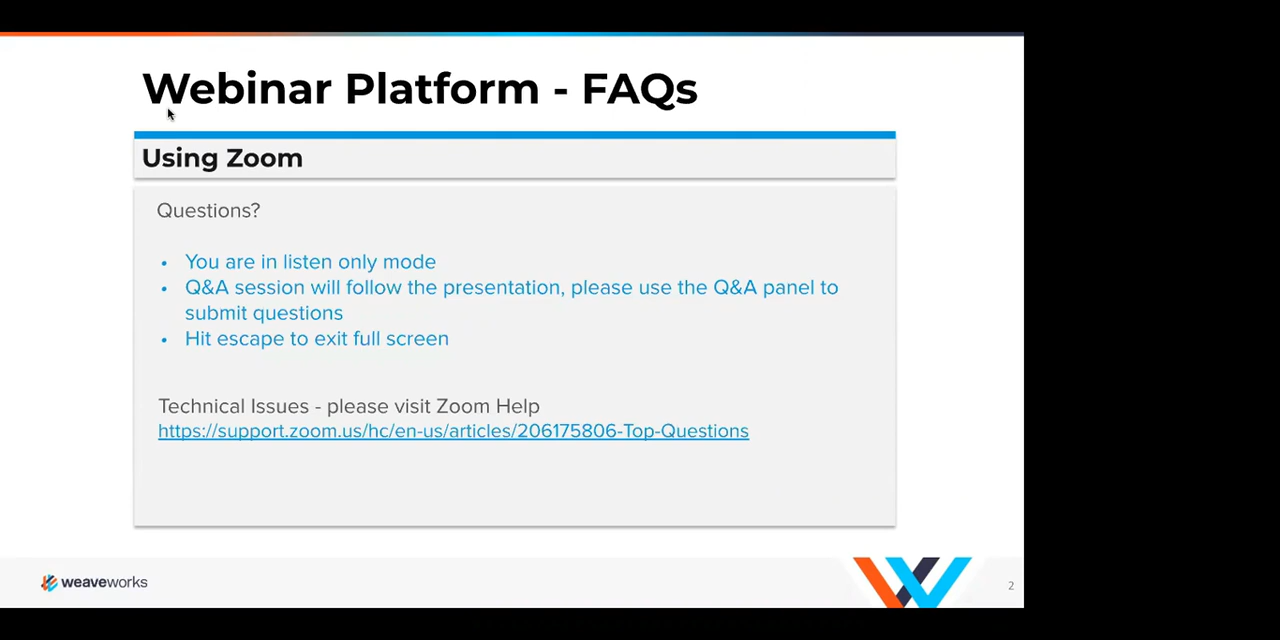 Webinar Platform - FAQs
Using Zoom
Questions?
• You are in listen only mode
• Q&A session will follow the presentation, please use the Q&A panel to
submit questions
• Hit escape to exit full screen
Technical Issues - please visit Zoom Help
https://support.zoom.us/hc/en-us/articles/206175806-Top-Questions
weaveworks
2